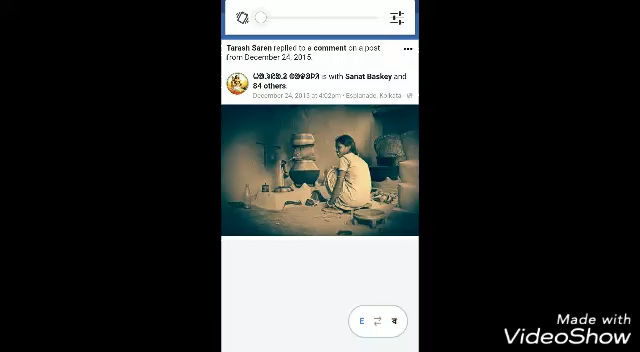 Tarash Saren replied to a comment on a post
from December 24, 2015.
is with Sanat Baskey and
84 others.
December 24, 2015 at 4:02pm · Esplanade, Kolkata ·
E ব
Made with
VideoShow